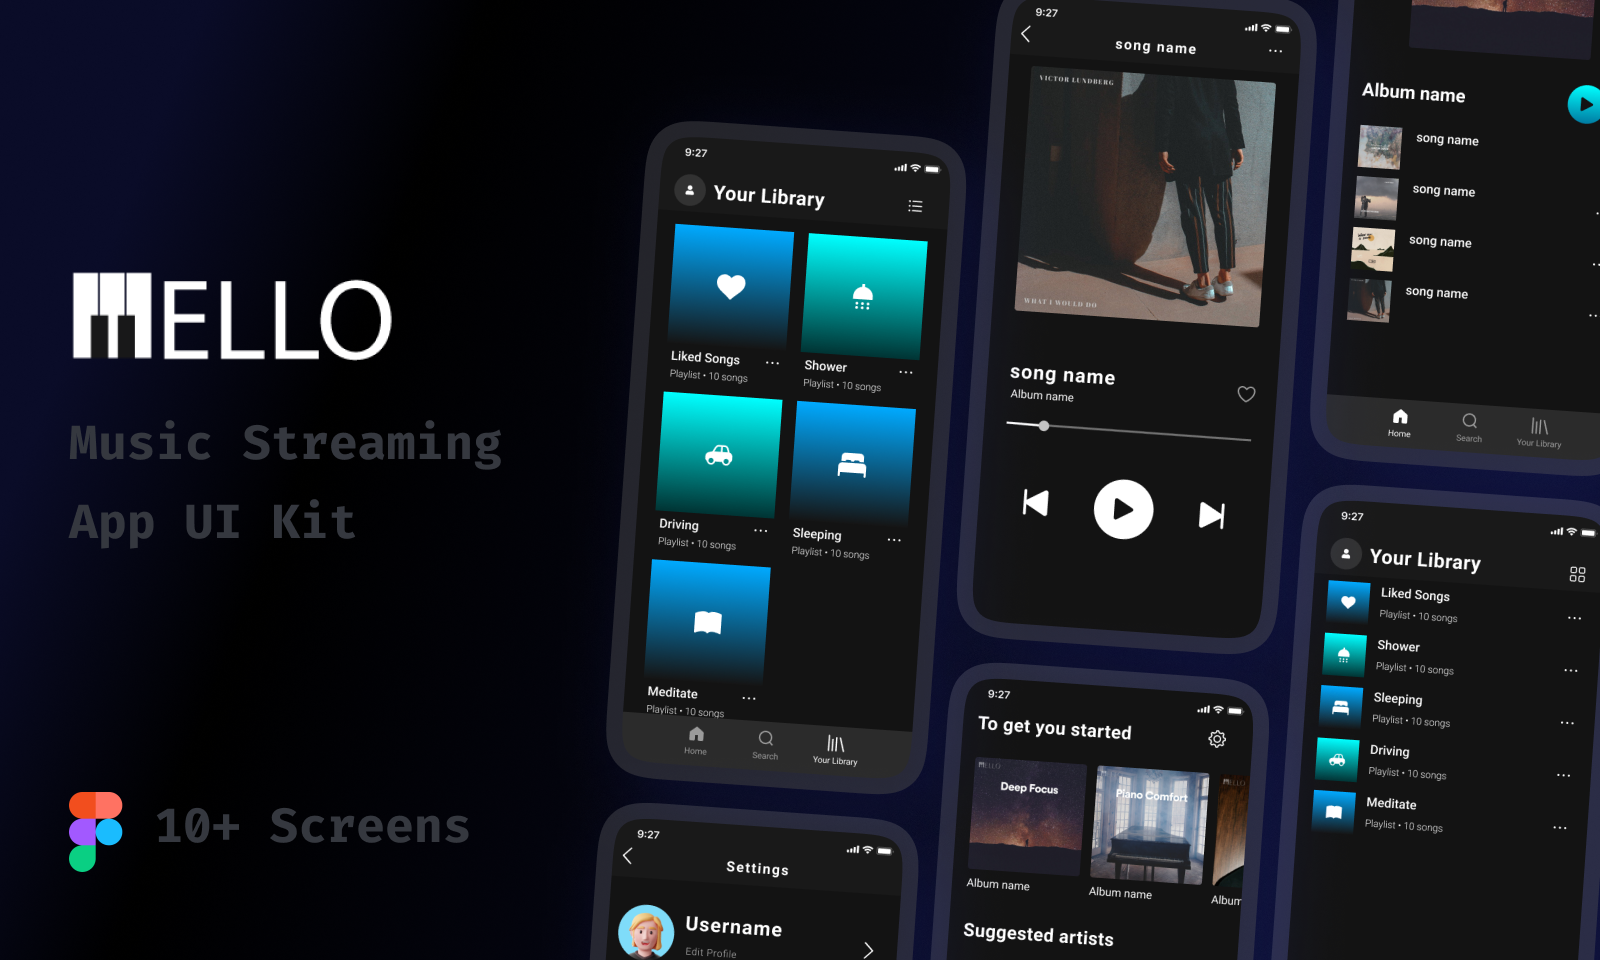 MELLO
Music Streaming
App UI Kit
10+ Screens
9:27
Your Library
Liked Songs
Playlist • 10 songs
Shower
Playlist • 10 songs
Driving
Playlist • 10 songs
Sleeping
Playlist • 10 songs
Meditate
Playlist • 10 songs
Home
Search
Your Library
9:27
Settings
Username
Edit Profile
9:27
song name
VICTOR LUNDBERG
WHAT I WOULD DO
song name
Album name
9:27
To get you started
MELLO
Deep Focus
Album name
Piano Comfort
Album name
MELLO
Album
Suggested artists
Album name
song name
song name
song name
song name
Home
Search
Your Library
9:27
Your Library
Liked Songs
Playlist • 10 songs
Shower
Playlist • 10 songs
Sleeping
Playlist • 10 songs
Driving
Playlist • 10 songs
Meditate
Playlist • 10 songs